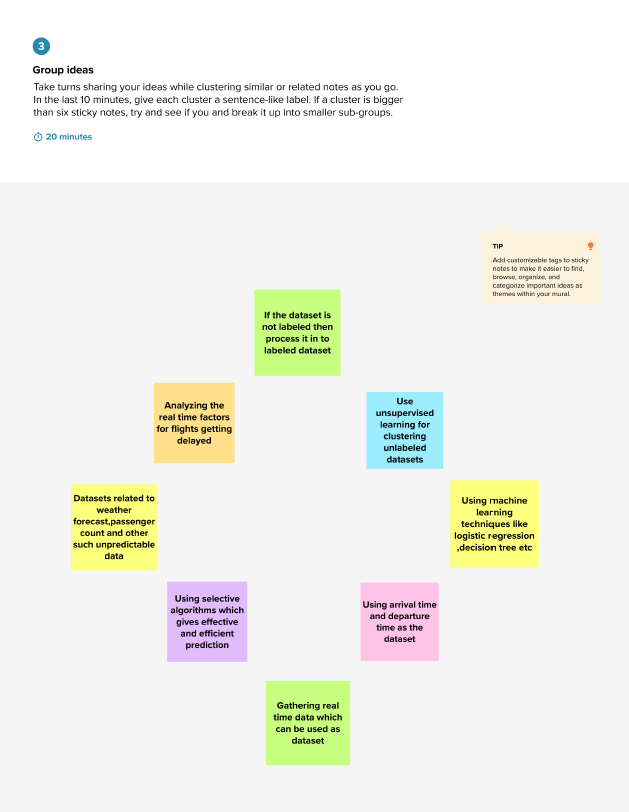 3
Group ideas
Take turns sharing your ideas while clustering similar or related notes as you go.
In the last 10 minutes, give each cluster a sentence-like label. If a cluster is bigger
than six sticky notes, try and see if you and break it up into smaller sub-groups.
20 minutes
TIP
Add customizable tags to sticky
notes to make it easier to find,
browse, organize, and
categorize important ideas as
themes within your mural.
If the dataset is
not labeled then
process it in to
labeled dataset
Analyzing the
real time factors
for flights getting
delayed
Use
unsupervised
learning for
clustering
unlabeled
datasets
Datasets related to
weather
forecast,passenger
count and other
such unpredictable
data
Using machine
learning
techniques like
logistic regression
,decision tree etc
Using selective
algorithms which
gives effective
and efficient
prediction
Using arrival time
and departure
time as the
dataset
Gathering real
time data which
can be used as
dataset